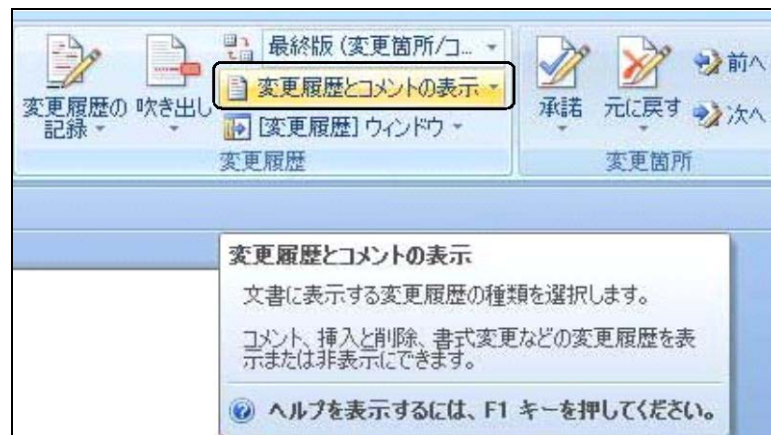 最終版 (変更箇所/コ...
変更履歴とコメントの表示
[変更履歴] ウィンドウ
変更履歴の
記録
吹き出し
変更履歴
承諾
元に戻す
前へ
次へ
変更箇所
変更履歴とコメントの表示
文書に表示する変更履歴の種類を選択します。
コメント、挿入と削除、書式変更などの変更履歴を表
示または非表示にできます。
ヘルプを表示するには、F1 キーを押してください。